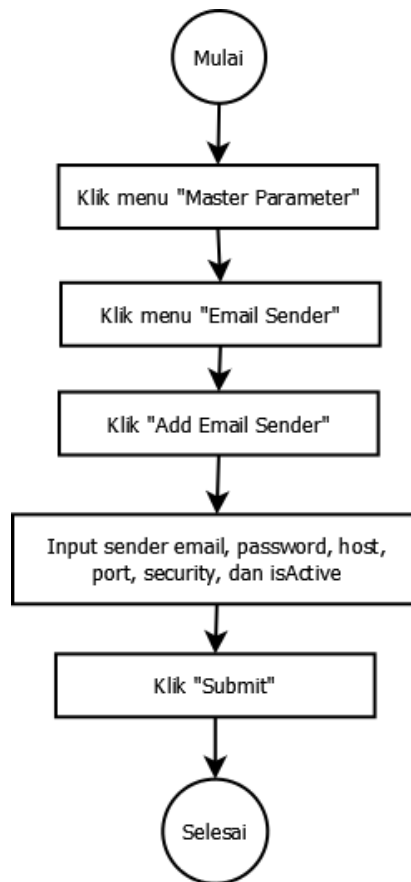 Mulai
Klik menu "Master Parameter"
Klik menu "Email Sender"
Klik "Add Email Sender"
Input sender email, password, host,
port, security, dan isActive
Klik "Submit"
Selesai